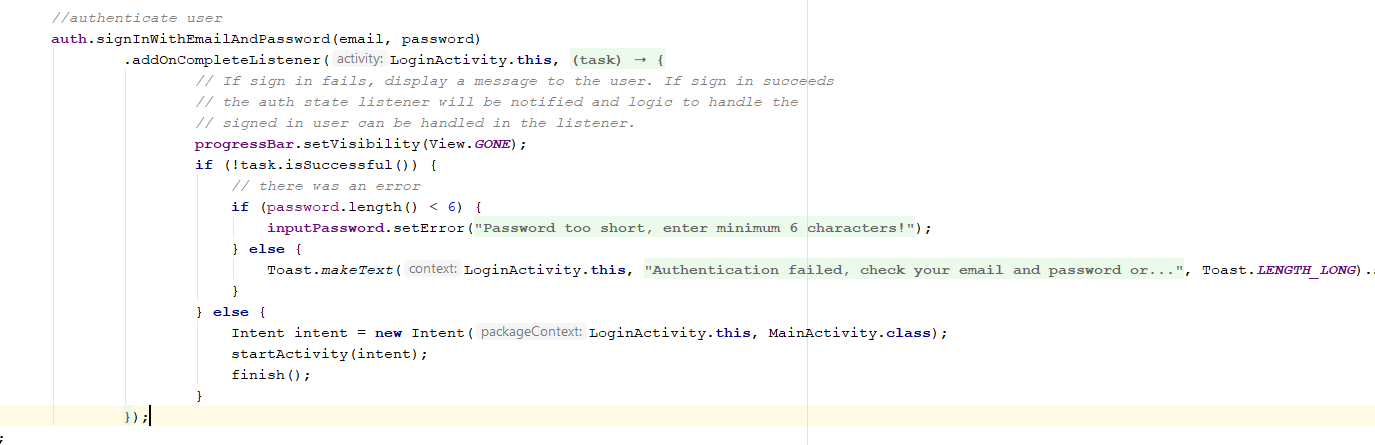 //authenticate user
auth.signInWithEmailAndPassword(email, password)
.addOnCompleteListener( activity: LoginActivity.this, (task) → {
// If sign in fails, display a message to the user. If sign in succeeds
// the auth state listener will be notified and logic to handle the
// signed in user can be handled in the listener.
progressBar.setVisibility(View.GONE);
if (!task.isSuccessful()) {
// there was an error
if (password.length() < 6) {
inputPassword.setError("Password too short, enter minimum 6 characters!");
} else {
Toast.makeText( context: LoginActivity.this, "Authentication failed, check your email and password or...", Toast.LENGTH_LONG).
}
} else {
Intent intent = new Intent( packageContext: LoginActivity.this, MainActivity.class);
startActivity(intent);
finish();
}
});
;